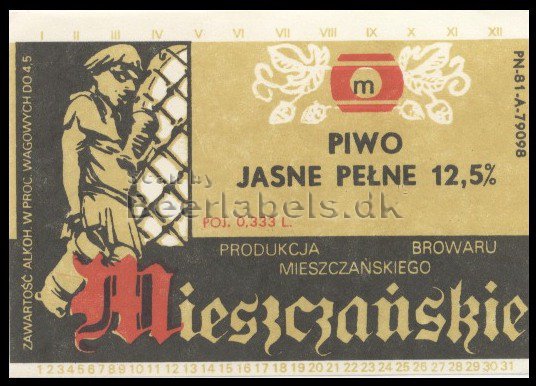 I II III IV V VI VII VIII IX X XI XII
ZAWARTOŚĆ ALKOH W PROC. WAGOWYCH DO 4,5
m
PN-81-A-79098
PIWO
JASNE PEŁNE 12,5%
Beerlabels.dk
POJ. 0,333 L.
PRODUKCJA BROWARU
MIESZCZAŃSKIEGO
Mieszczańskie
1 2 3 4 5 6 7 8 9 10 11 12 13 14 15 16 17 18 19 20 21 22 23 24 25 26 27 28 29 30 31